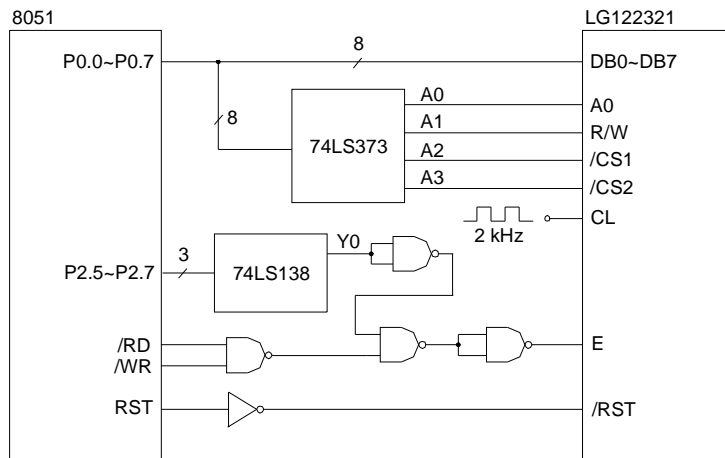 8051
LG122321
P0.0~P0.7
8
DB0~DB7
8
74LS373
A0
A0
A1
R/W
A2
/CS1
A3
/CS2
CL
2 kHz
P2.5~P2.7
3
74LS138
Y0
/RD
/WR
E
RST
/RST